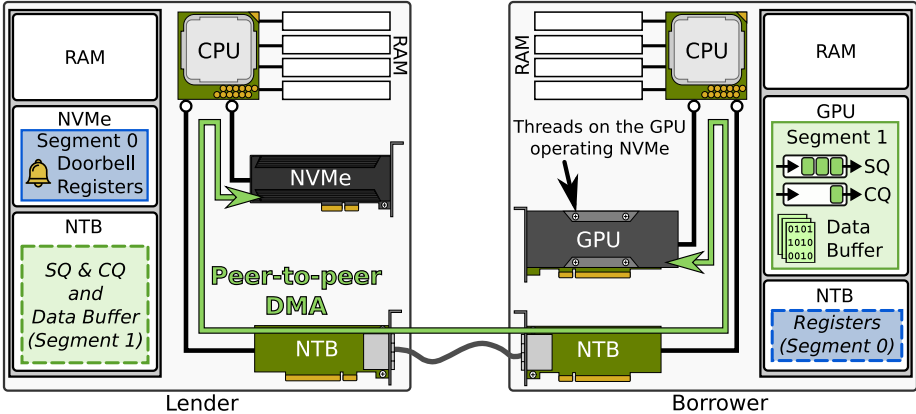 RAM
NVMe
Segment 0
Doorbell
Registers
NTB
SQ & CQ
and
Data Buffer
(Segment 1)
CPU
RAM
NVMe
Peer-to-peer
DMA
NTB
Lender
RAM
CPU
Threads on the GPU
operating NVMe
GPU
NTB
RAM
GPU
Segment 1
SQ
CQ
0101
1010
0010
Data
Buffer
NTB
Registers
(Segment 0)
Borrower